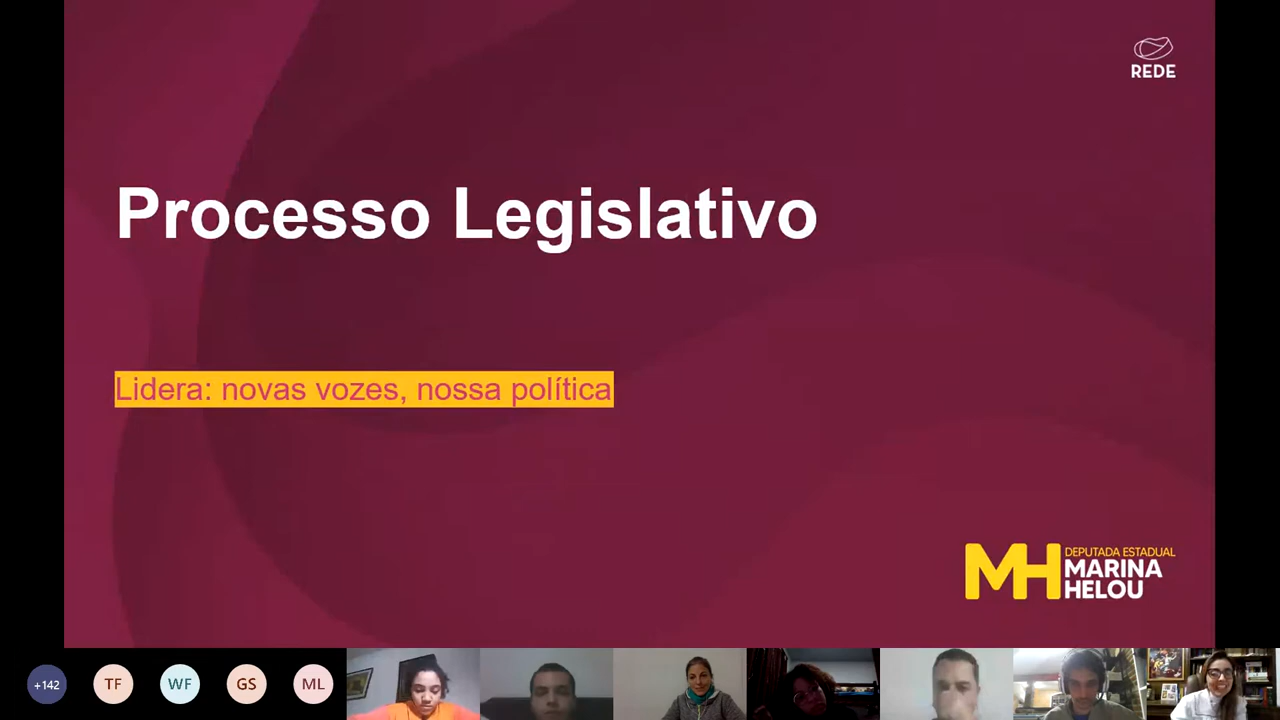 REDE
Processo Legislativo
Lidera: novas vozes, nossa política
MH
DEPUTADA ESTADUAL
MARINA
HELOU
+142
TF
WF
GS
ML